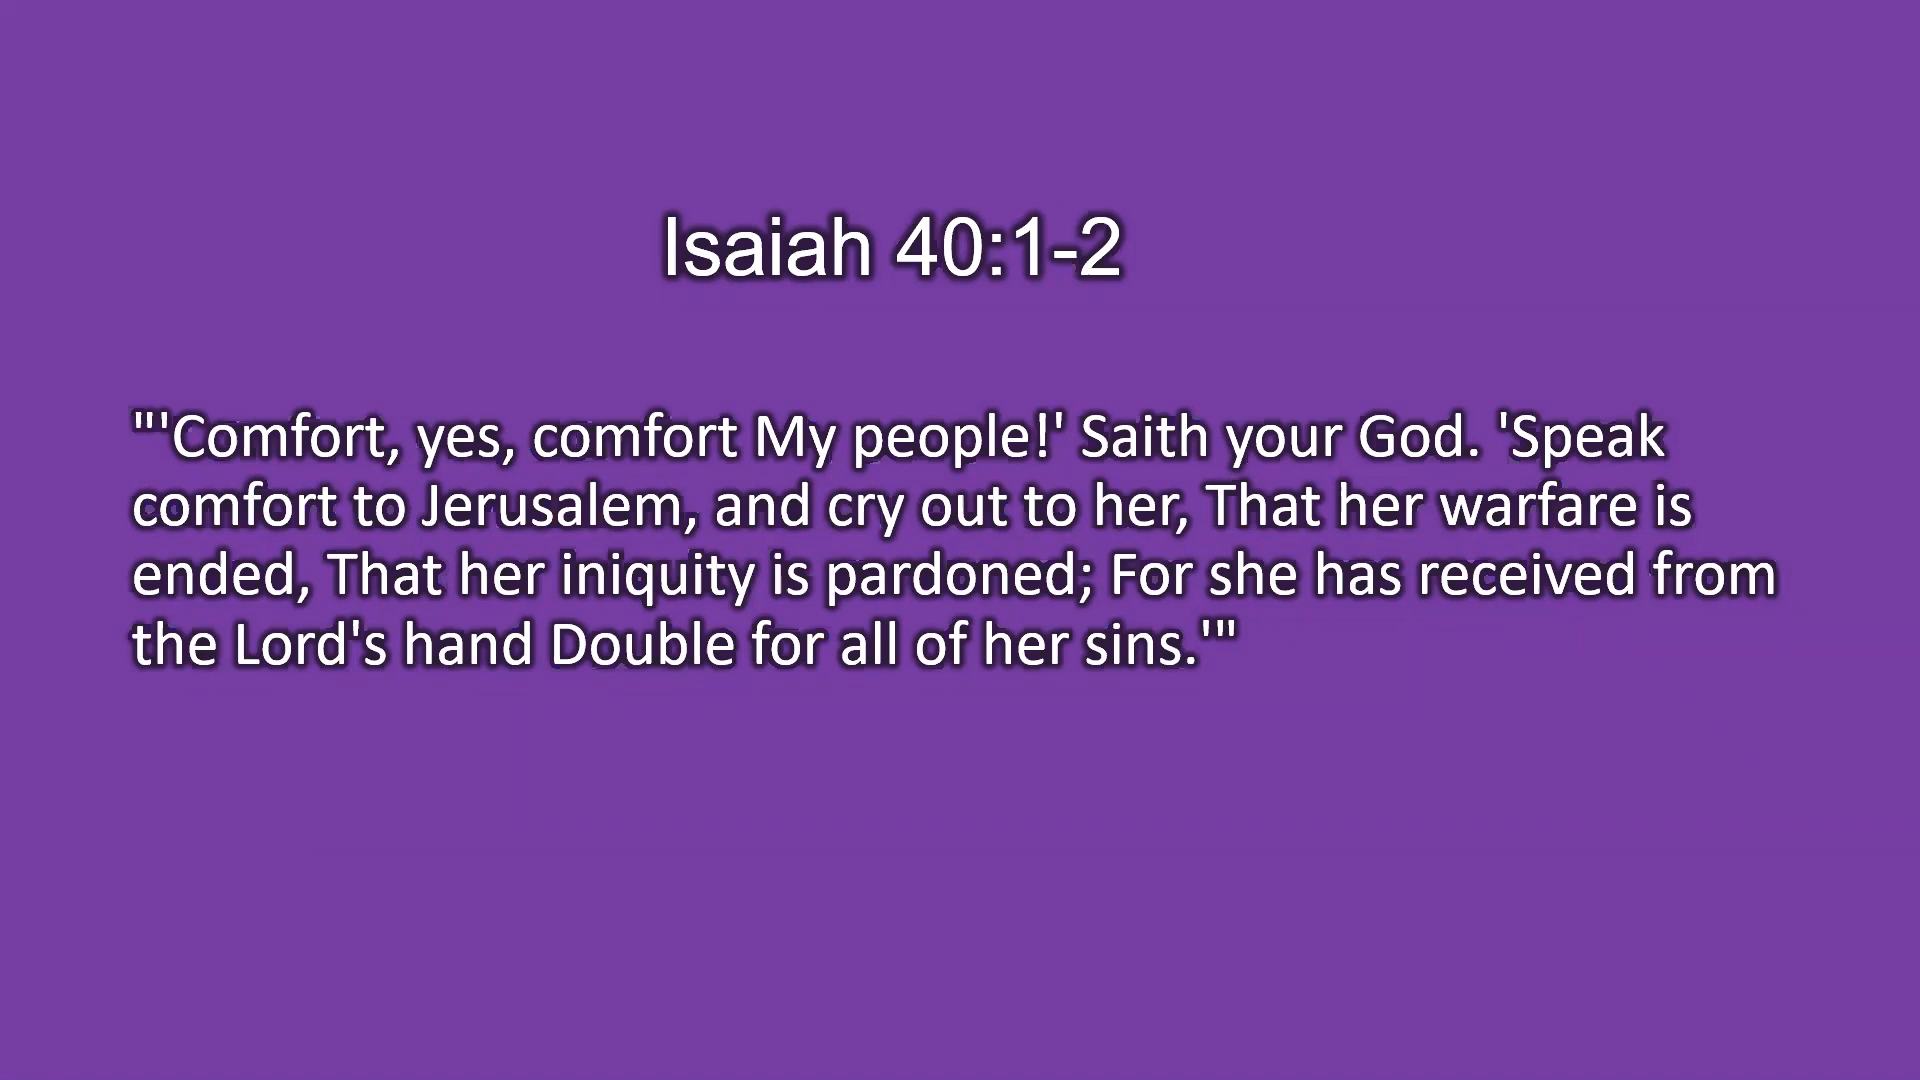 Isaiah 40:1-2
"'Comfort, yes, comfort My people!' Saith your God. 'Speak
comfort to Jerusalem, and cry out to her, That her warfare is
ended, That her iniquity is pardoned; For she has received from
the Lord's hand Double for all of her sins.'"